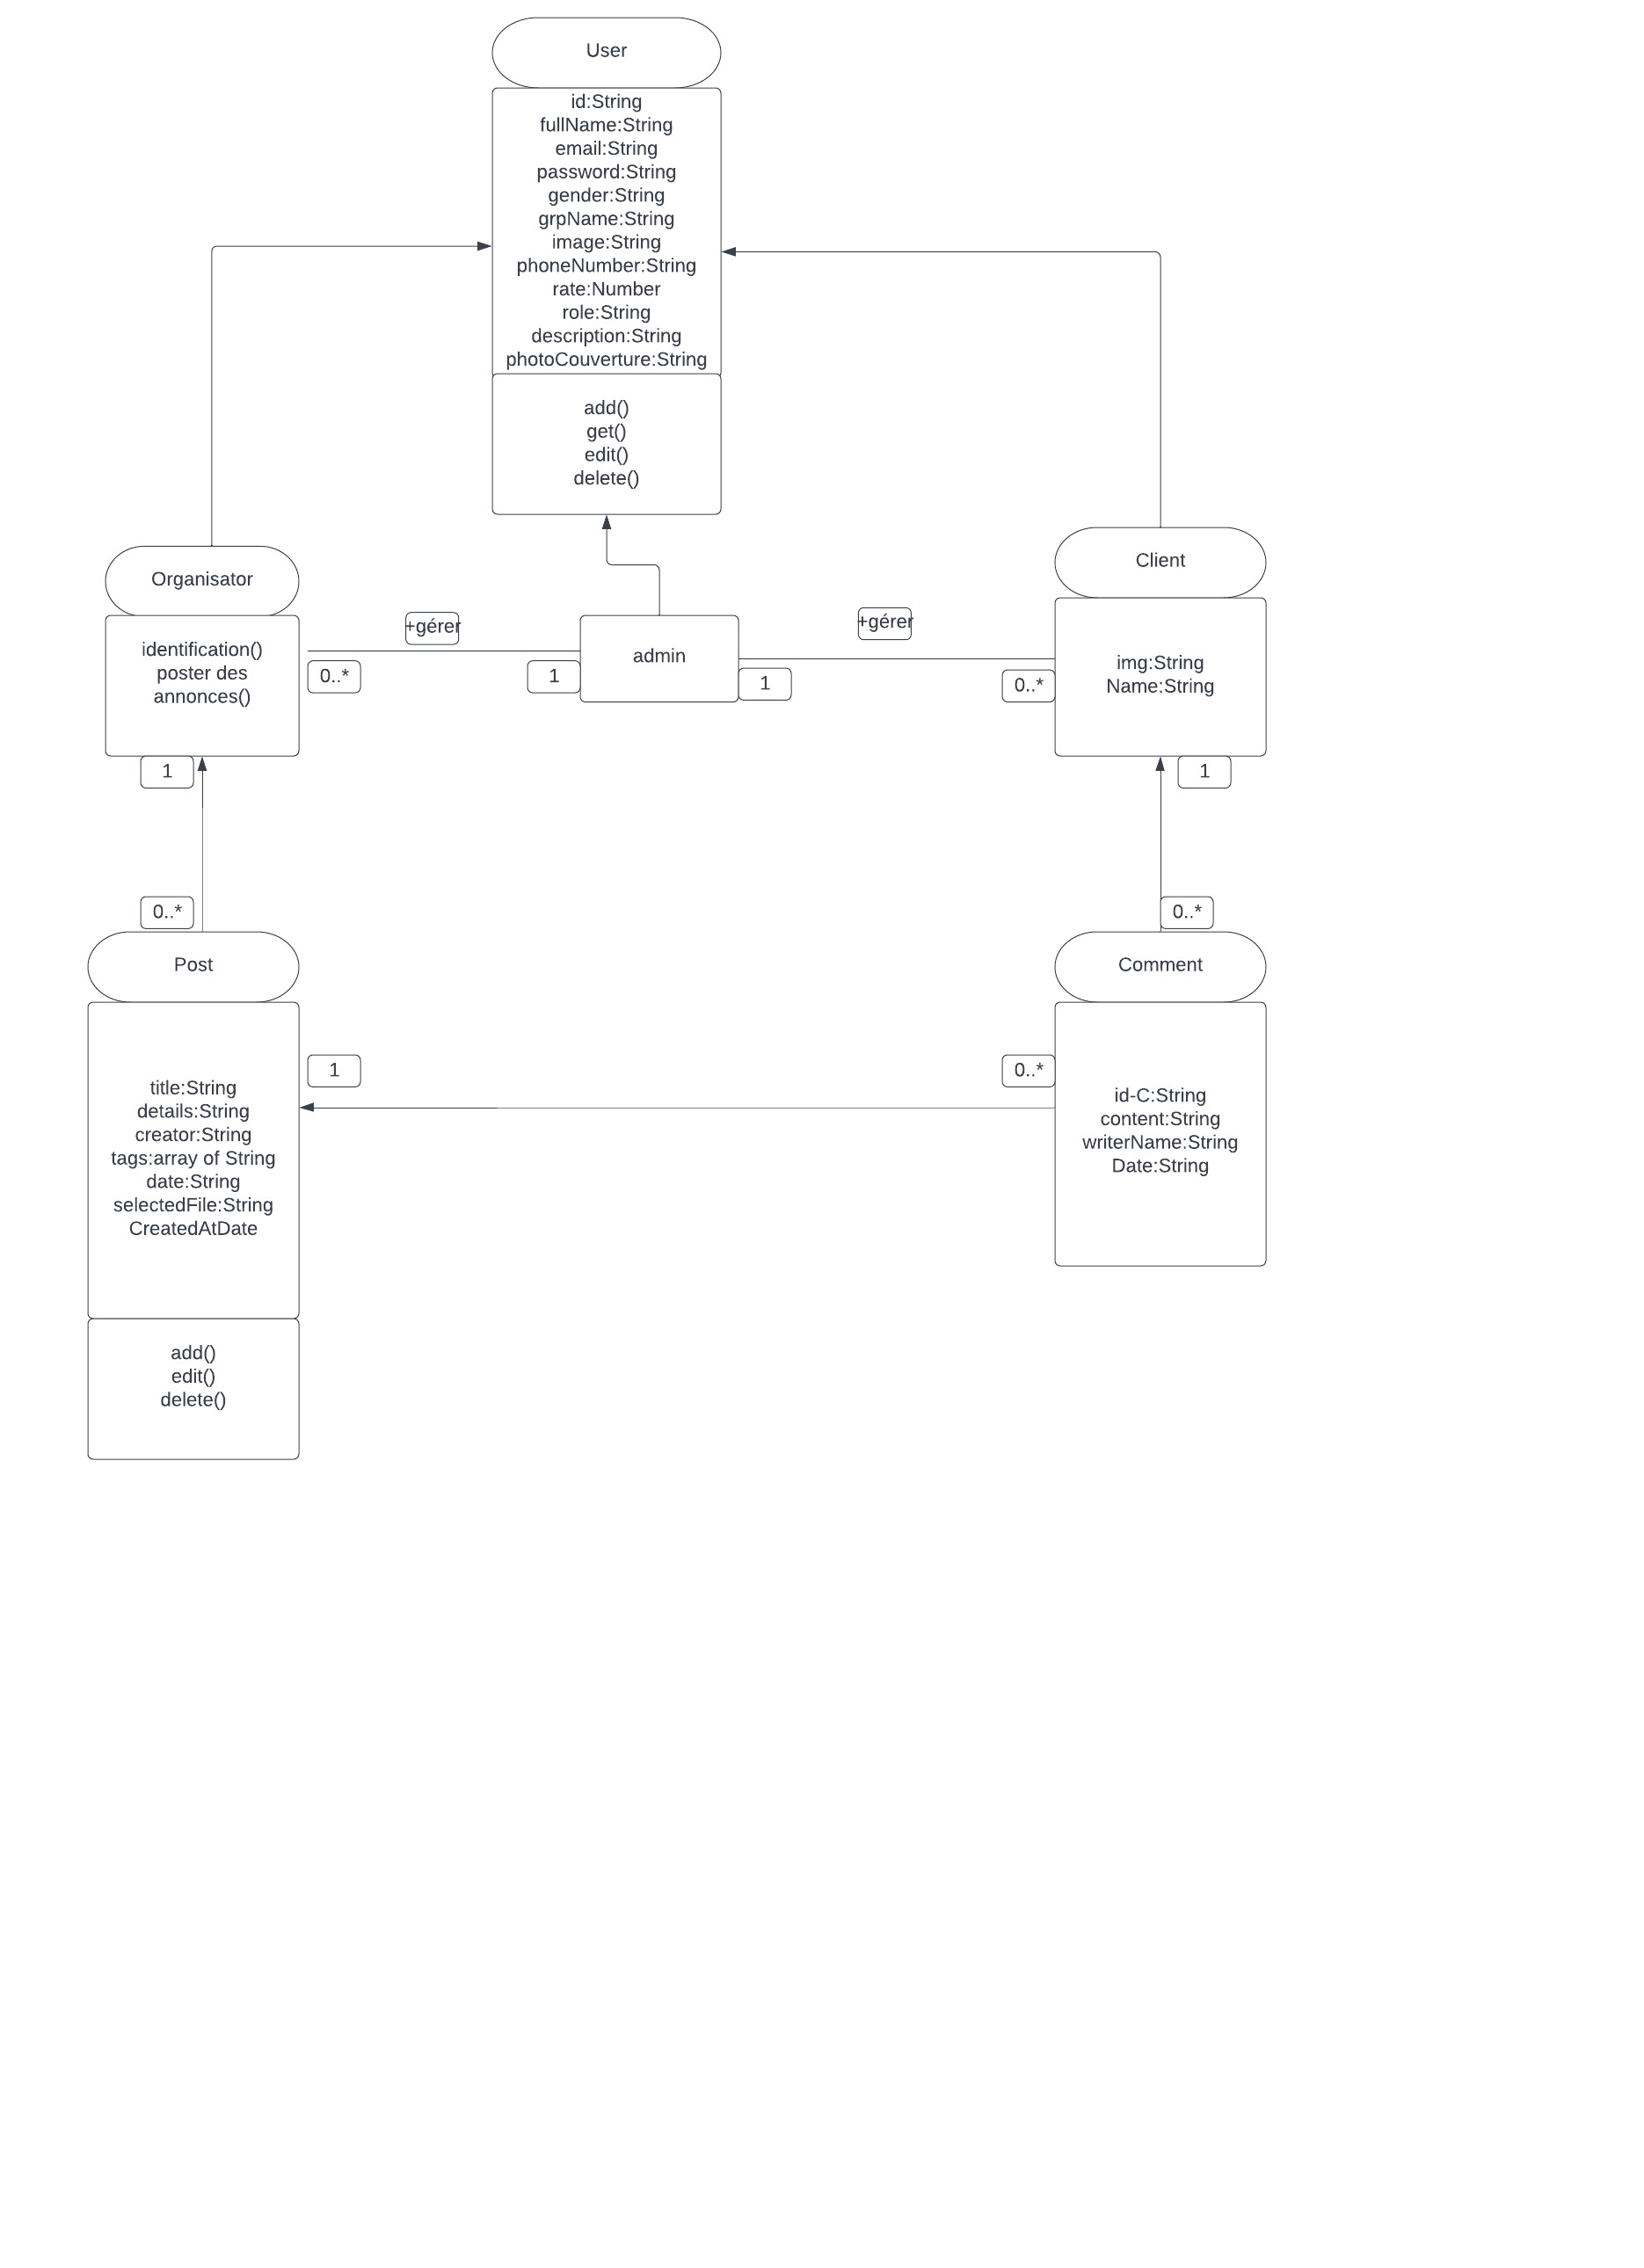 User
id:String
fullName:String
email:String
password:String
gender:String
grpName:String
image:String
phoneNumber:String
rate:Number
role:String
description:String
photoCouverture:String
add()
get()
edit()
delete()
Organisator
identification()
poster des
annonces()
+gérer
0..*
1
admin
+gérer
1
0..*
Client
img:String
Name:String
1
1
0..*
0..*
Post
title:String
details:String
creator:String
tags:array of String
date:String
selectedFile:String
CreatedAtDate
add()
edit()
delete()
1
0..*
Comment
id-C:String
content:String
writerName:String
Date:String